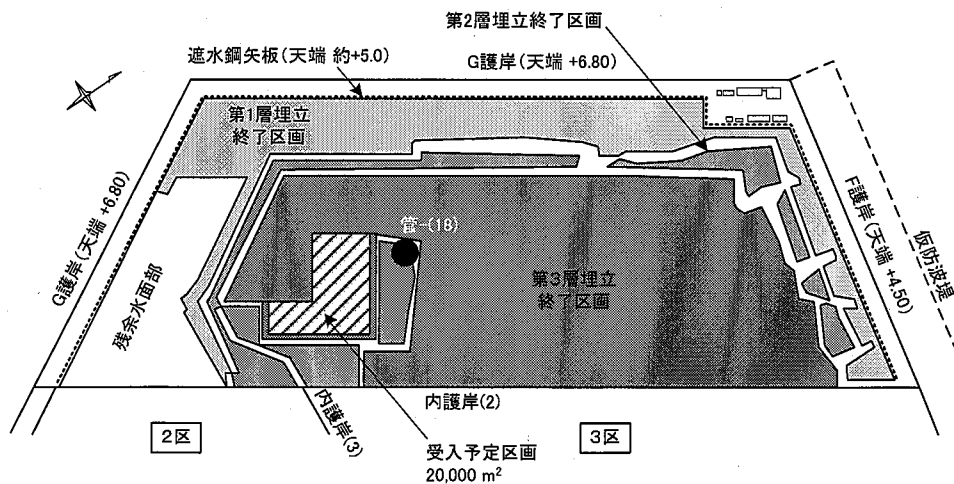 第2層埋立終了区画
遮水鋼矢板(天端 約+5.0)
G護岸(天端 +6.80)
第1層埋立
終了区画
G護岸(天端 +6.80)
残余水面部
管-(18)
第3層埋立
終了区画
F護岸(天端 +4.50)
仮防波堤
内護岸(3)
内護岸(2)
2区
3区
受入予定区画
20,000 m²